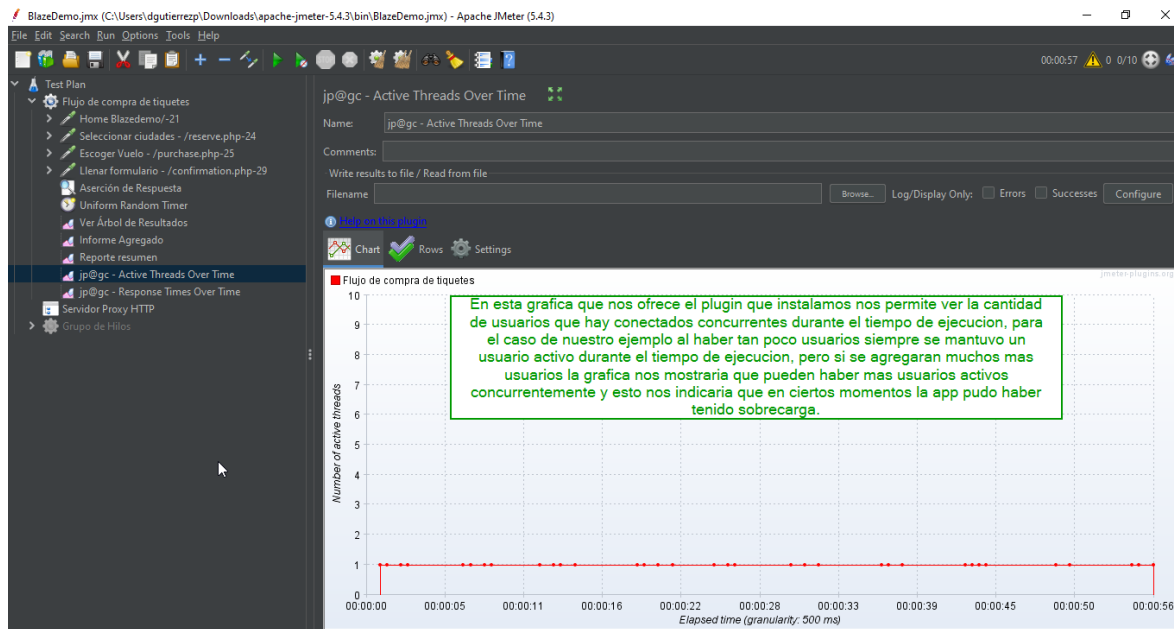 BlazeDemo.jmx (C:\Users\dgutierrezp\Downloads\apache-jmeter-5.4.3\bin\BlazeDemo.jmx) - Apache JMeter (5.4.3)
File Edit Search Run Options Tools Help
00:00:57 0 0/10
Test Plan
Flujo de compra de tiquetes
Home Blazedemo/-21
Seleccionar ciudades - /reserve.php-24
Escoger Vuelo - /purchase.php-25
Llenar formulario - /confirmation.php-29
Aserción de Respuesta
Uniform Random Timer
Ver Árbol de Resultados
Informe Agregado
Reporte resumen
jp@gc - Active Threads Over Time
jp@gc - Response Times Over Time
Servidor Proxy HTTP
Grupo de Hilos
jp@gc - Active Threads Over Time
Name: jp@gc - Active Threads Over Time
Comments:
Write results to file / Read from file
Filename Browse... Log/Display Only: Errors Successes Configure
Help on this plugin
Chart Rows Settings
Flujo de compra de tiquetes
jmeter-plugins.org
En esta grafica que nos ofrece el plugin que instalamos nos permite ver la cantidad
de usuarios que hay conectados concurrentes durante el tiempo de ejecucion, para
el caso de nuestro ejemplo al haber tan poco usuarios siempre se mantuvo un
usuario activo durante el tiempo de ejecucion, pero si se agregaran muchos mas
usuarios la grafica nos mostraria que pueden haber mas usuarios activos
concurrentemente y esto nos indicaria que en ciertos momentos la app pudo haber
tenido sobrecarga.
Number of active threads
10
9
8
7
6
5
4
3
2
1
0
00:00:00 00:00:05 00:00:11 00:00:16 00:00:22 00:00:28 00:00:33 00:00:39 00:00:45 00:00:50 00:00:56
Elapsed time (granularity: 500 ms)